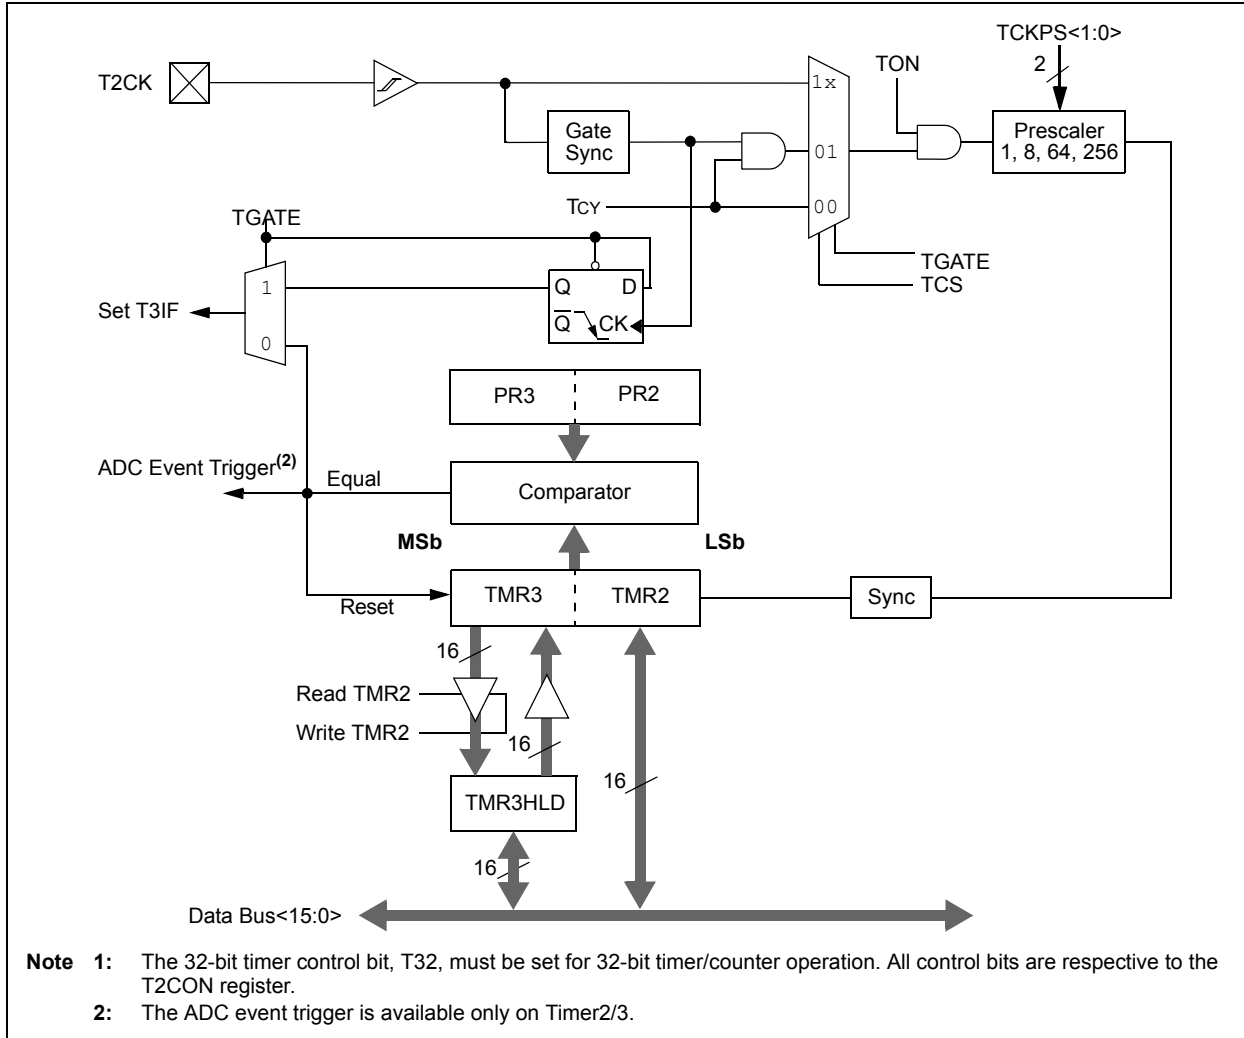 TCKPS<1:0>
2
TON
T2CK
1x
Gate
Sync
Prescaler
1, 8, 64, 256
01
TCY
00
TGATE
TGATE
TCS
1
Q
D
Set T3IF
Q
CK
0
PR3
PR2
ADC Event Trigger(2)
Equal
Comparator
MSb
LSb
TMR3
TMR2
Sync
Reset
16
Read TMR2
Write TMR2
16
16
TMR3HLD
16
Data Bus<15:0>
Note 1: The 32-bit timer control bit, T32, must be set for 32-bit timer/counter operation. All control bits are respective to the
T2CON register.
2: The ADC event trigger is available only on Timer2/3.